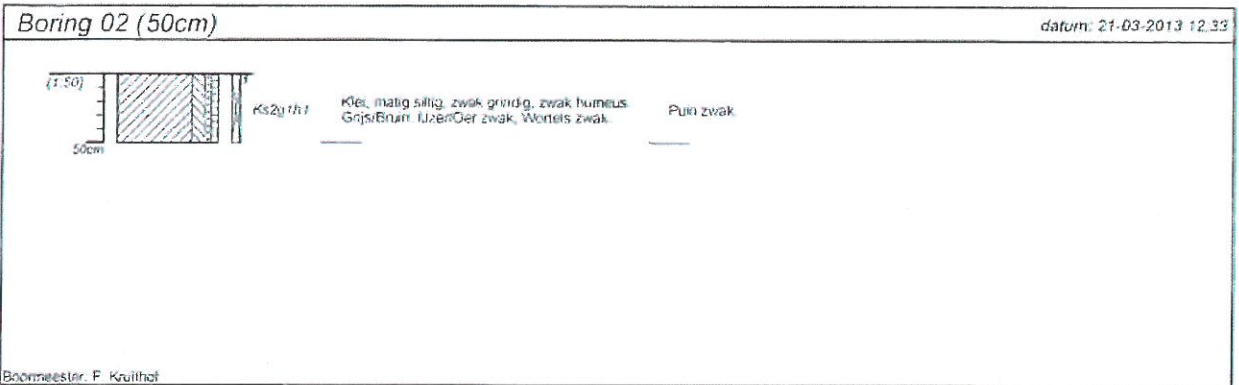 Boring 02 (50cm)
datum: 21-03-2013 12:33
(1:50)
1
Ks2g1h1
Klei, matig siltig, zwak grindig, zwak humeus.
Grijs/Bruin. IJzer/Oer zwak, Wortels zwak.
Puin zwak.
50cm
Boormeester: F. Kruithof